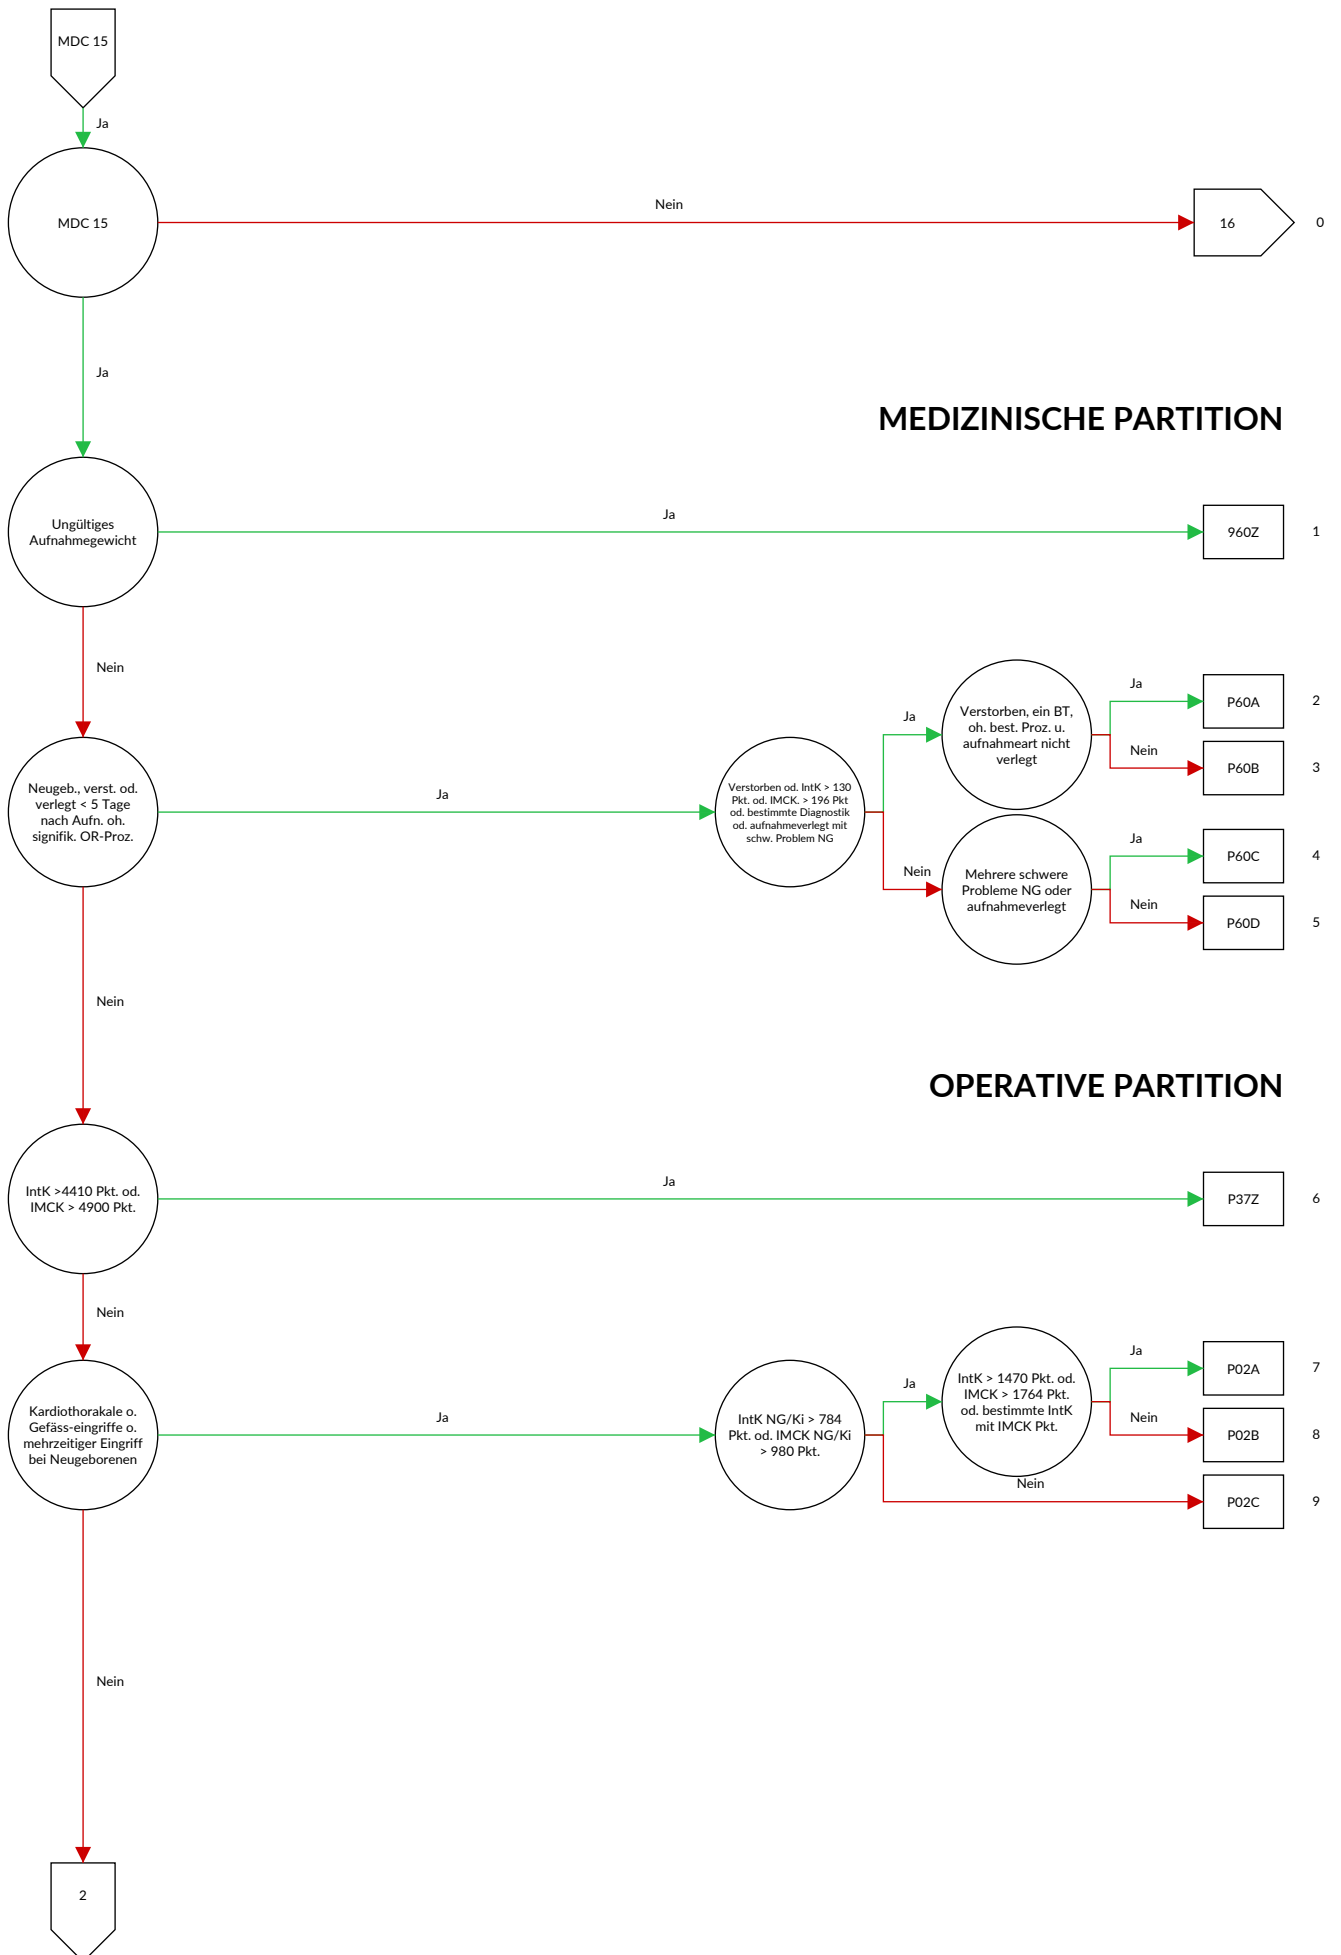 MDC 15
Ja
MDC 15
Nein
16
0
Ja
MEDIZINISCHE PARTITION
Ungültiges
Aufnahmegewicht
Ja
960Z
1
Nein
Neugeb., verst. od.
verlegt < 5 Tage
nach Aufn. oh.
signifik. OR-Proz.
Ja
Verstorben od. IntK > 130
Pkt. od. IMCK. > 196 Pkt
od. bestimmte Diagnostik
od. aufnahmeverlegt mit
schw. Problem NG
Ja
Verstorben, ein BT,
oh. best. Proz. u.
aufnahmeart nicht
verlegt
Ja
P60A
2
Nein
P60B
3
Nein
Mehrere schwere
Probleme NG oder
aufnahmeverlegt
Ja
P60C
4
Nein
P60D
5
Nein
OPERATIVE PARTITION
IntK >4410 Pkt. od.
IMCK > 4900 Pkt.
Ja
P37Z
6
Nein
Kardiothorakale o.
Gefäss-eingriffe o.
mehrzeitiger Eingriff
bei Neugeborenen
Ja
IntK NG/Ki > 784
Pkt. od. IMCK NG/Ki
> 980 Pkt.
Ja
IntK > 1470 Pkt. od.
IMCK > 1764 Pkt.
od. bestimmte IntK
mit IMCK Pkt.
Ja
P02A
7
Nein
P02B
8
Nein
P02C
9
Nein
2